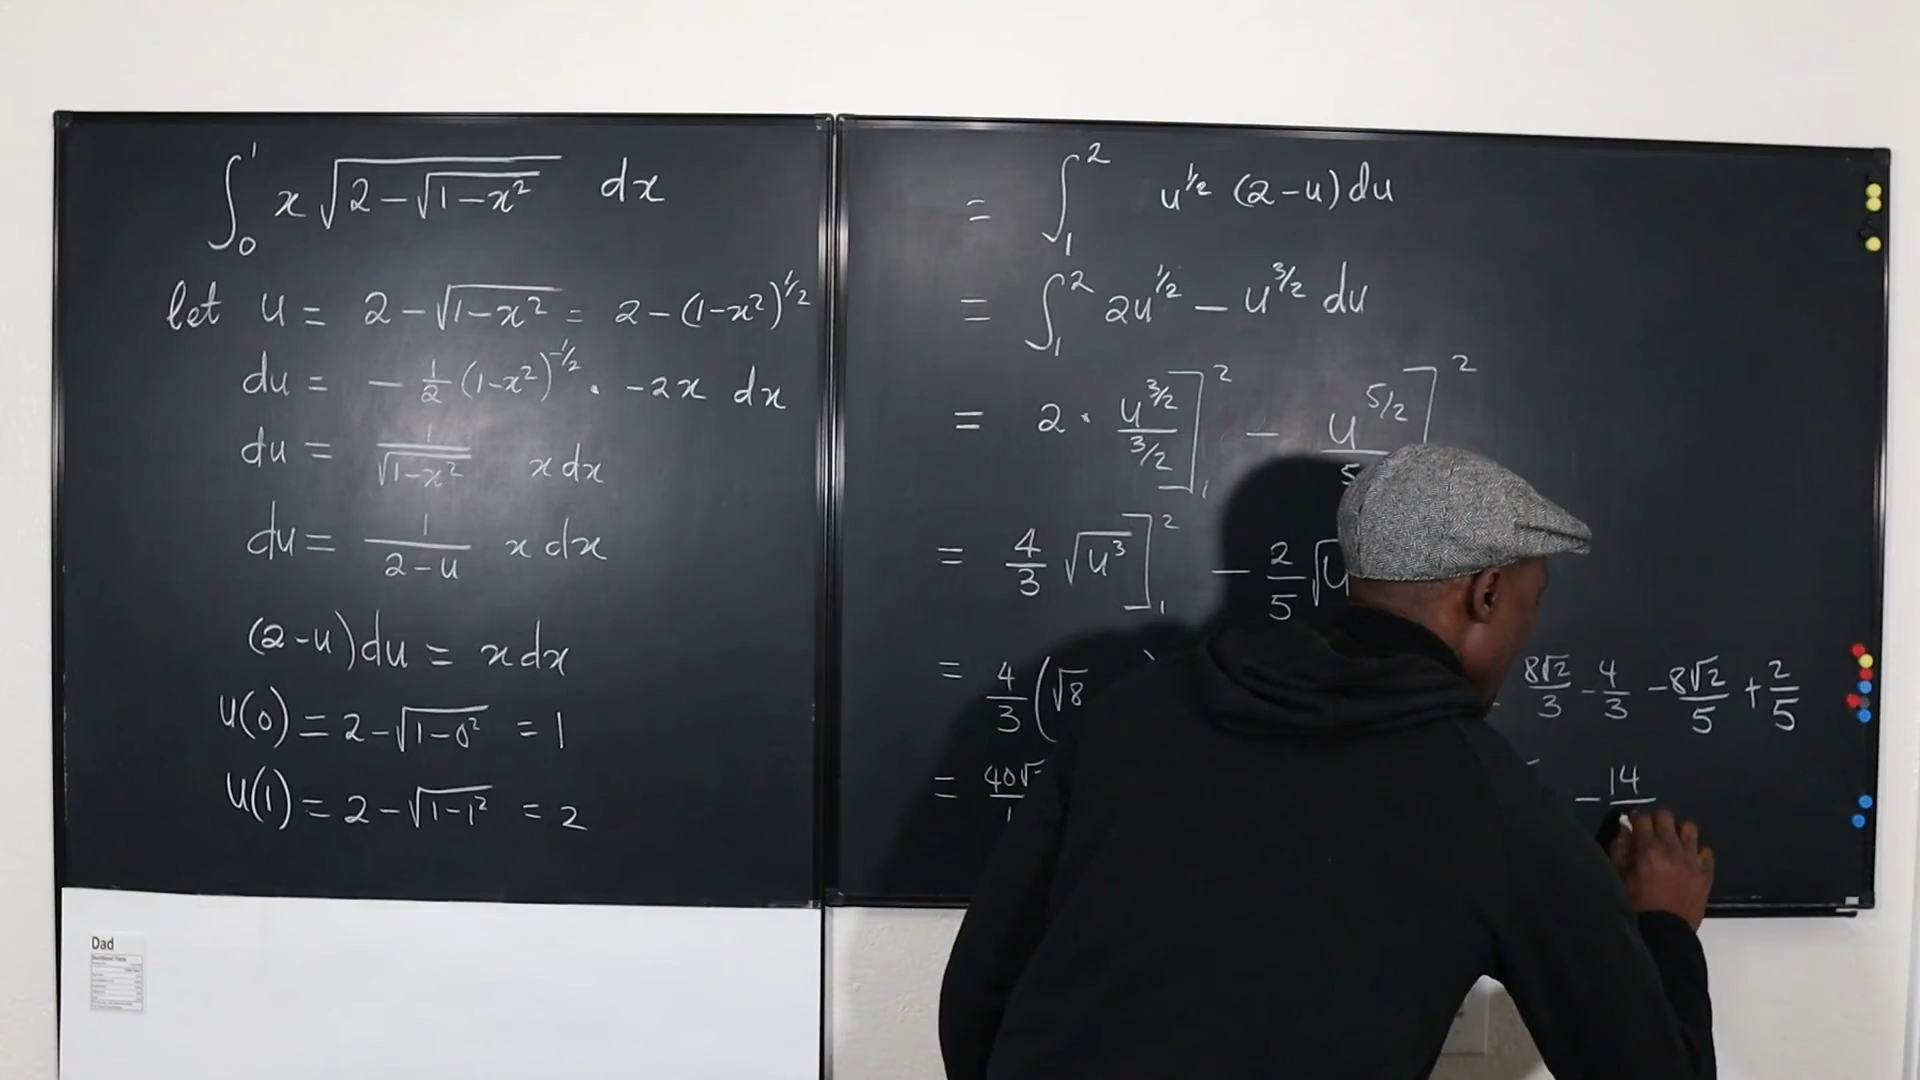 ∫₀¹ x √(2−√(1−x²)) dx
let u = 2 − √(1−x²) = 2 − (1−x²)^(1/2)
du = − 1/2 (1−x²)^(−1/2) · −2x dx
du = 1/√(1−x²) x dx
du = 1/(2−u) x dx
(2−u)du = x dx
u(0) = 2−√(1−0²) = 1
u(1) = 2−√(1−1²) = 2
= ∫₁² u^(1/2) (2−u) du
= ∫₁² 2u^(1/2) − u^(3/2) du
= 2 · u^(3/2)/(3/2) ]₁² − u^(5/2)/5 ]²
= 4/3 √u³ ]₁² − 2/5 √u
= 4/3 (√8 8√2/3 − 4/3 − 8√2/5 + 2/5
= 40√ − 14
Dad